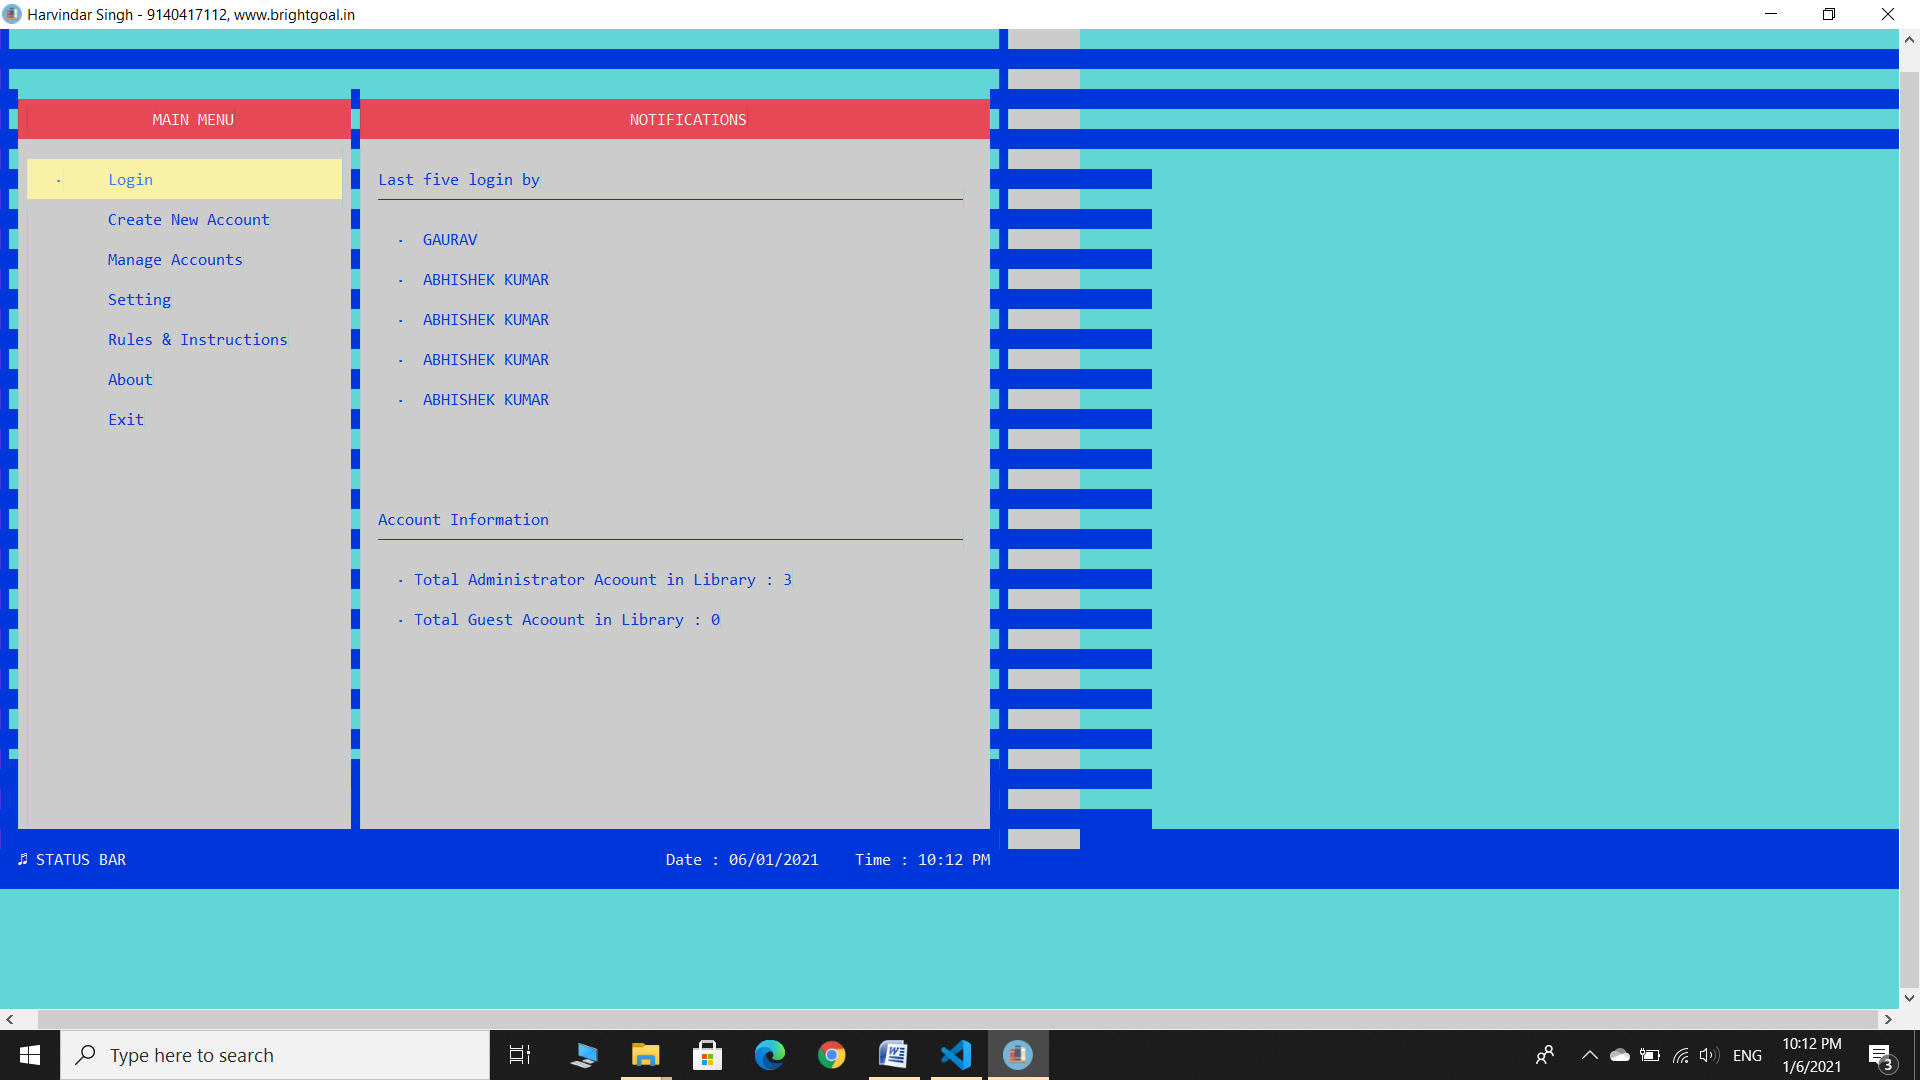 Harvindar Singh - 9140417112, www.brightgoal.in
MAIN MENU
· Login
Create New Account
Manage Accounts
Setting
Rules & Instructions
About
Exit
NOTIFICATIONS
Last five login by
· GAURAV
· ABHISHEK KUMAR
· ABHISHEK KUMAR
· ABHISHEK KUMAR
· ABHISHEK KUMAR
Account Information
· Total Administrator Acoount in Library : 3
· Total Guest Acoount in Library : 0
♫ STATUS BAR Date : 06/01/2021 Time : 10:12 PM
Type here to search
ENG
10:12 PM
1/6/2021
3